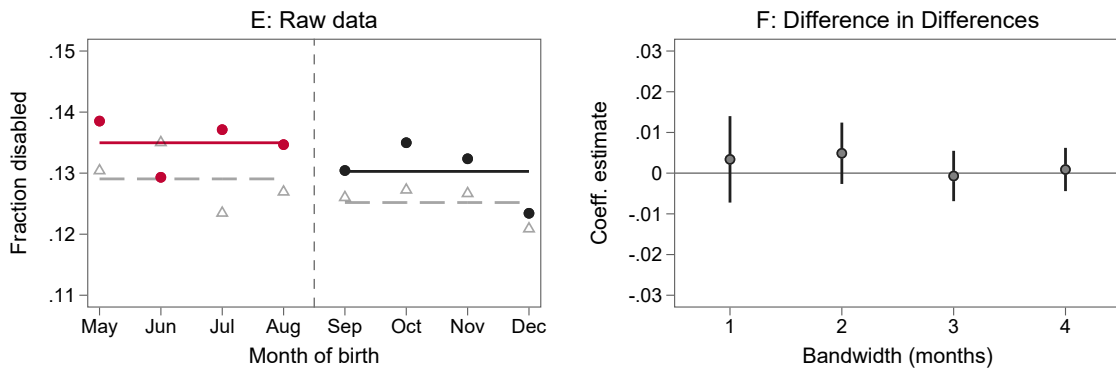 E: Raw data
Fraction disabled
.15
.14
.13
.12
.11
May Jun Jul Aug Sep Oct Nov Dec
Month of birth
F: Difference in Differences
Coeff. estimate
.03
.02
.01
0
-.01
-.02
-.03
1 2 3 4
Bandwidth (months)